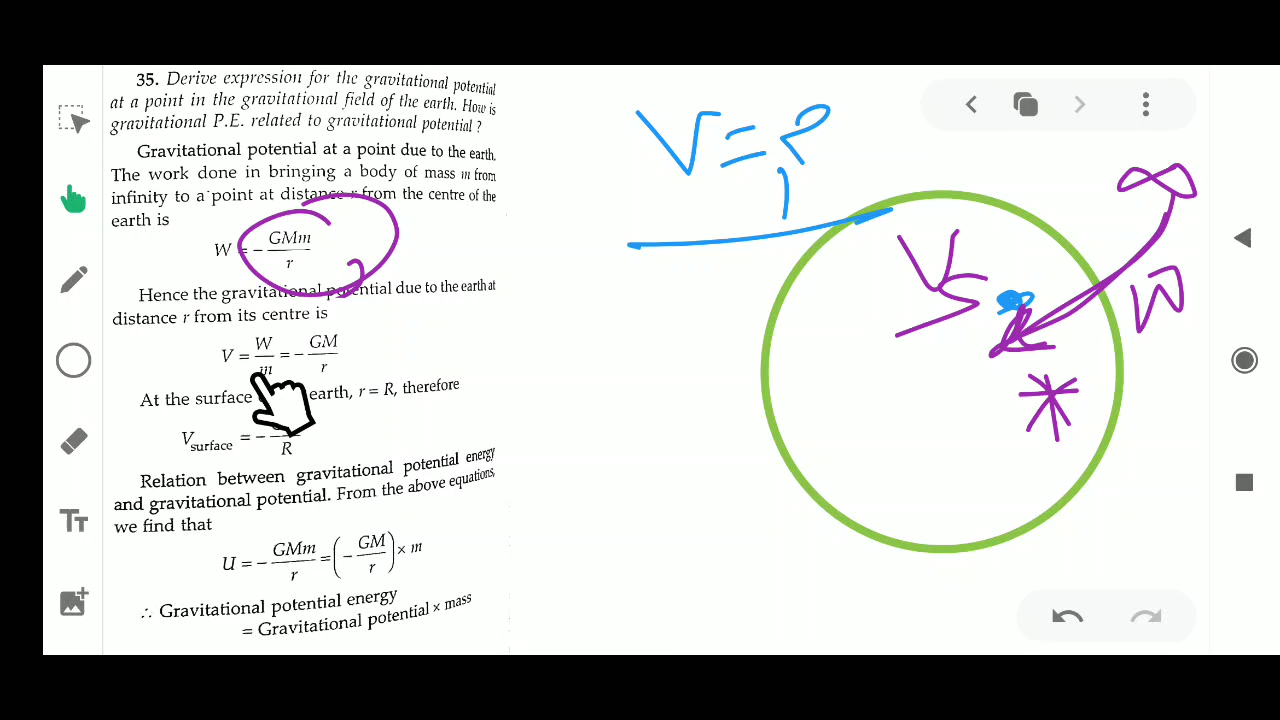 35. Derive expression for the gravitational potential
at a point in the gravitational field of the earth. How is
gravitational P.E. related to gravitational potential ?
Gravitational potential at a point due to the earth.
The work done in bringing a body of mass m from
infinity to a point at distance r from the centre of the
earth is
W = - GMm / r
Hence the gravitational potential due to the earth at
distance r from its centre is
V = W / m = - GM / r
At the surface earth, r = R, therefore
V surface = - / R
Relation between gravitational potential energy
and gravitational potential. From the above equations,
we find that
U = - GMm / r = ( - GM / r ) × m
∴ Gravitational potential energy
= Gravitational potential × mass
V = ?
∞
V
W
TT